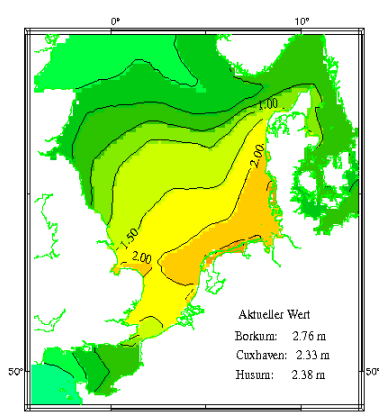 0°
10°
1.00
2.00
1.50
2.00
Aktueller Wert
Borkum: 2.76 m
Cuxhaven: 2.33 m
Husum: 2.38 m
50°
50°